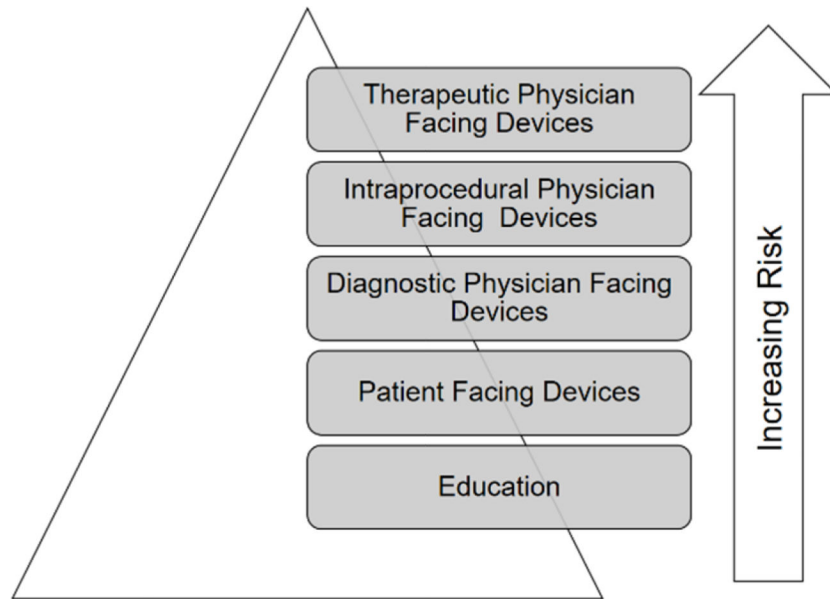 Therapeutic Physician
Facing Devices
Intraprocedural Physician
Facing Devices
Diagnostic Physician Facing
Devices
Patient Facing Devices
Education
Increasing Risk